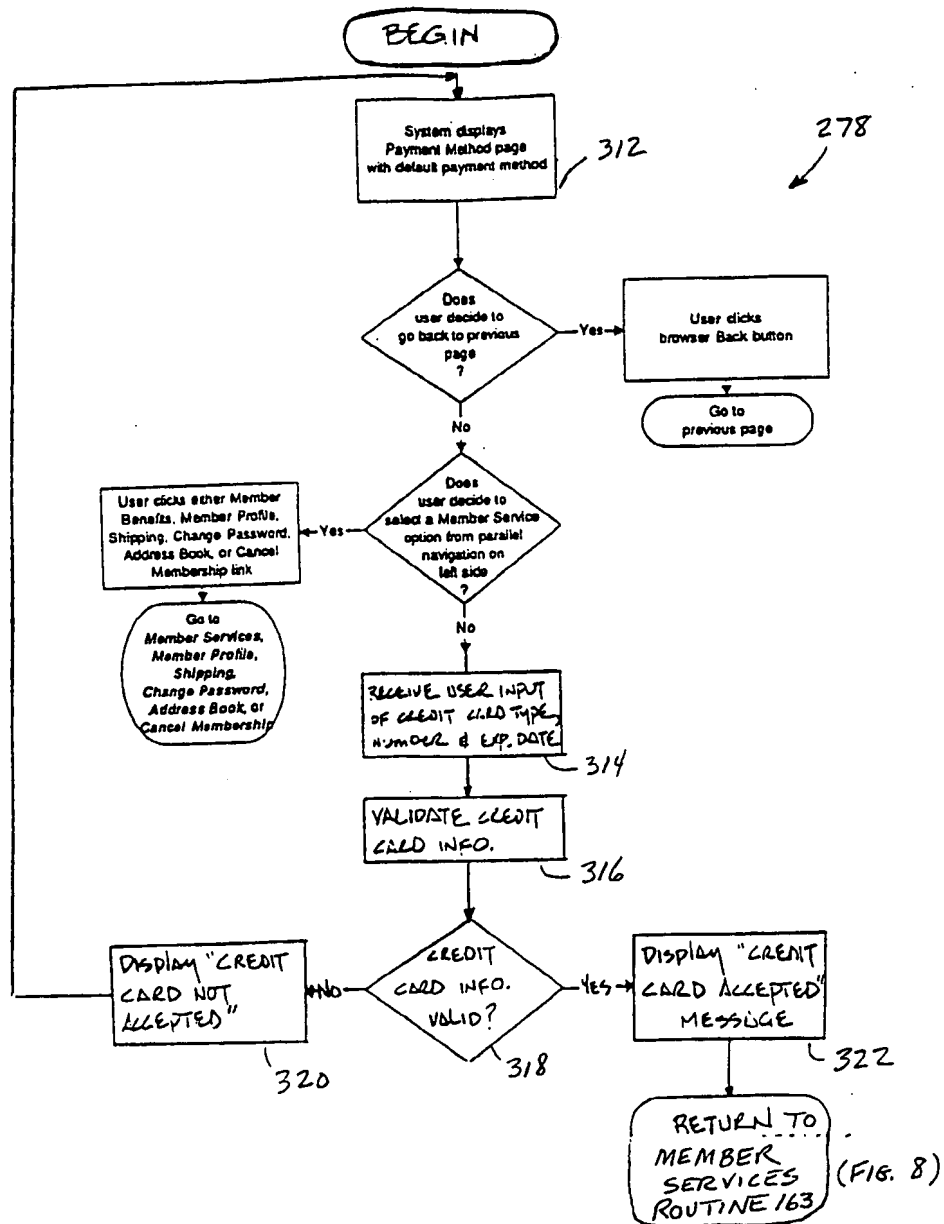 BEGIN
System displays
Payment Method page
with default payment method
312
278
Does
user decide to
go back to previous
page
?
Yes
User clicks
browser Back button
Go to
previous page
No
Does
user decide to
select a Member Service
option from parallel
navigation on
left side
?
Yes
User clicks either Member
Benefits, Member Profile,
Shipping, Change Password,
Address Book, or Cancel
Membership link
Go to
Member Services,
Member Profile,
Shipping,
Change Password,
Address Book, or
Cancel Membership
No
RECEIVE USER INPUT
OF CREDIT CARD TYPE,
NUMBER & EXP. DATE
314
VALIDATE CREDIT
CARD INFO.
316
CREDIT
CARD INFO.
VALID?
318
NO
DISPLAY "CREDIT
CARD NOT
ACCEPTED"
320
YES
DISPLAY "CREDIT
CARD ACCEPTED"
MESSAGE
322
RETURN TO
MEMBER
SERVICES
ROUTINE 163
(FIG. 8)